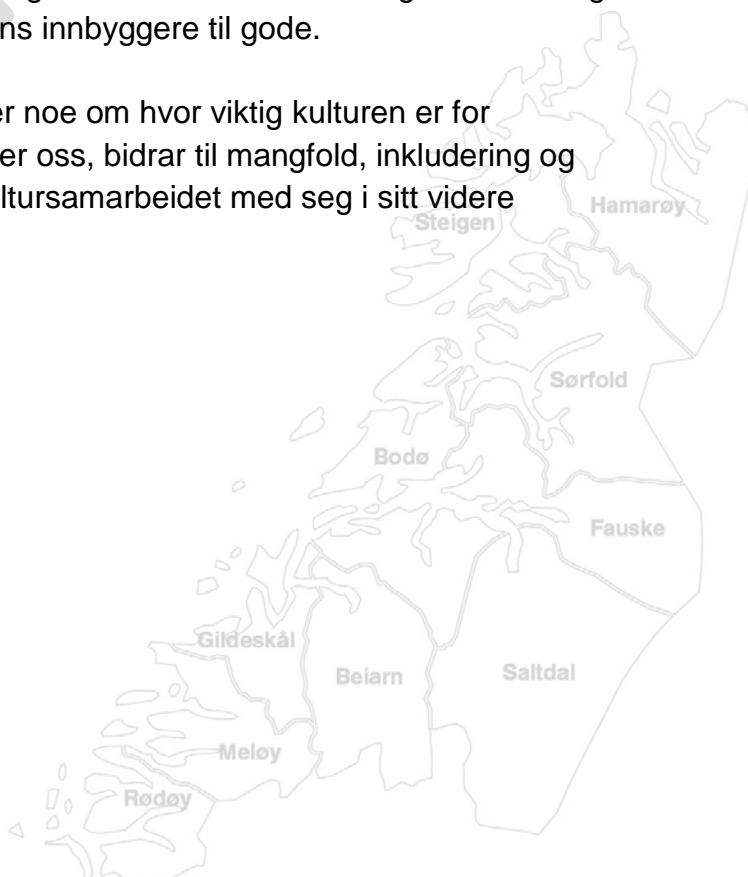 ns innbyggere til gode.
er noe om hvor viktig kulturen er for
er oss, bidrar til mangfold, inkludering og
ltursamarbeidet med seg i sitt videre
Hamarøy
Steigen
Sørfold
Bodø
Fauske
Gildeskål
Beiarn
Saltdal
Meløy
Rødøy